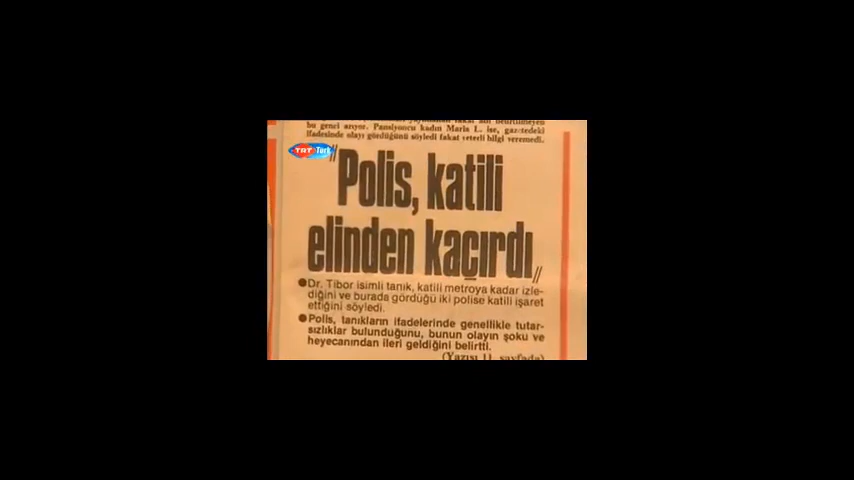 bu genci arıyor. Pansiyoncu kadın Maria L. ise, gazetedeki
ifadesinde olayı gördüğünü söyledi fakat yeterli bilgi veremedi.
TRT Türk
"Polis, katili
elinden kaçırdı"
●Dr. Tibor isimli tanık, katili metroya kadar izle-
diğini ve burada gördüğü iki polise katili işaret
ettiğini söyledi.
●Polis, tanıkların ifadelerinde genellikle tutar-
sızlıklar bulunduğunu, bunun olayın şoku ve
heyecanından ileri geldiğini belirtti.
(Yazısı 11. sayfada)